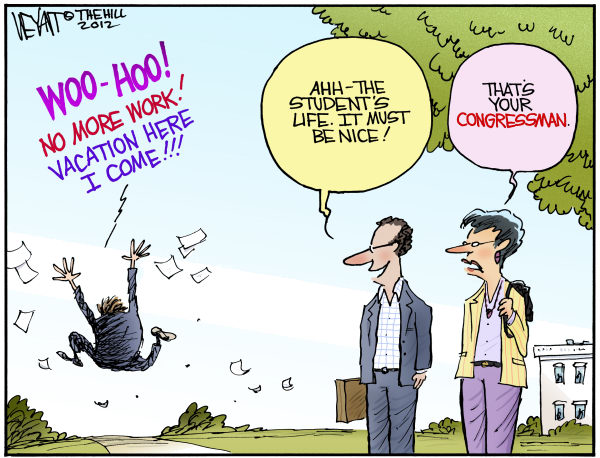 WEYANT © THE HILL
2012
WOO-HOO!
NO MORE WORK!
VACATION HERE
I COME!!!
AHH-THE
STUDENT'S
LIFE. IT MUST
BE NICE!
THAT'S
YOUR
CONGRESSMAN.